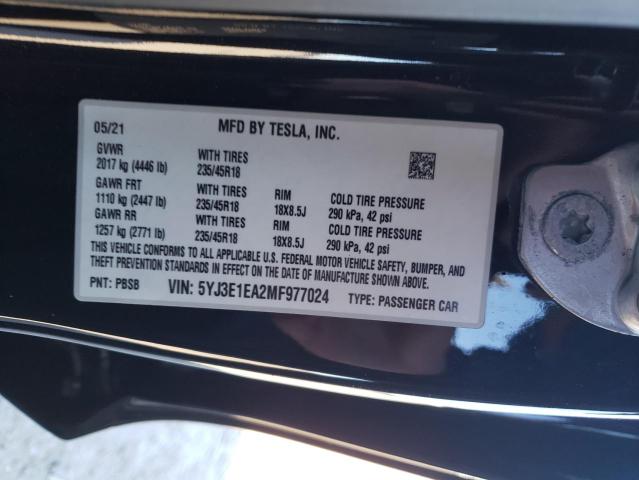 05/21 MFD BY TESLA, INC.
GVWR
2017 kg (4446 lb) WITH TIRES 235/45R18
GAWR FRT WITH TIRES RIM COLD TIRE PRESSURE
1110 kg (2447 lb) 235/45R18 18X8.5J 290 kPa, 42 psi
GAWR RR WITH TIRES RIM COLD TIRE PRESSURE
1257 kg (2771 lb) 235/45R18 18X8.5J 290 kPa, 42 psi
THIS VEHICLE CONFORMS TO ALL APPLICABLE U.S. FEDERAL MOTOR VEHICLE SAFETY, BUMPER, AND
THEFT PREVENTION STANDARDS IN EFFECT ON THE DATE OF MANUFACTURE SHOWN ABOVE.
PNT: PBSB VIN: 5YJ3E1EA2MF977024 TYPE: PASSENGER CAR